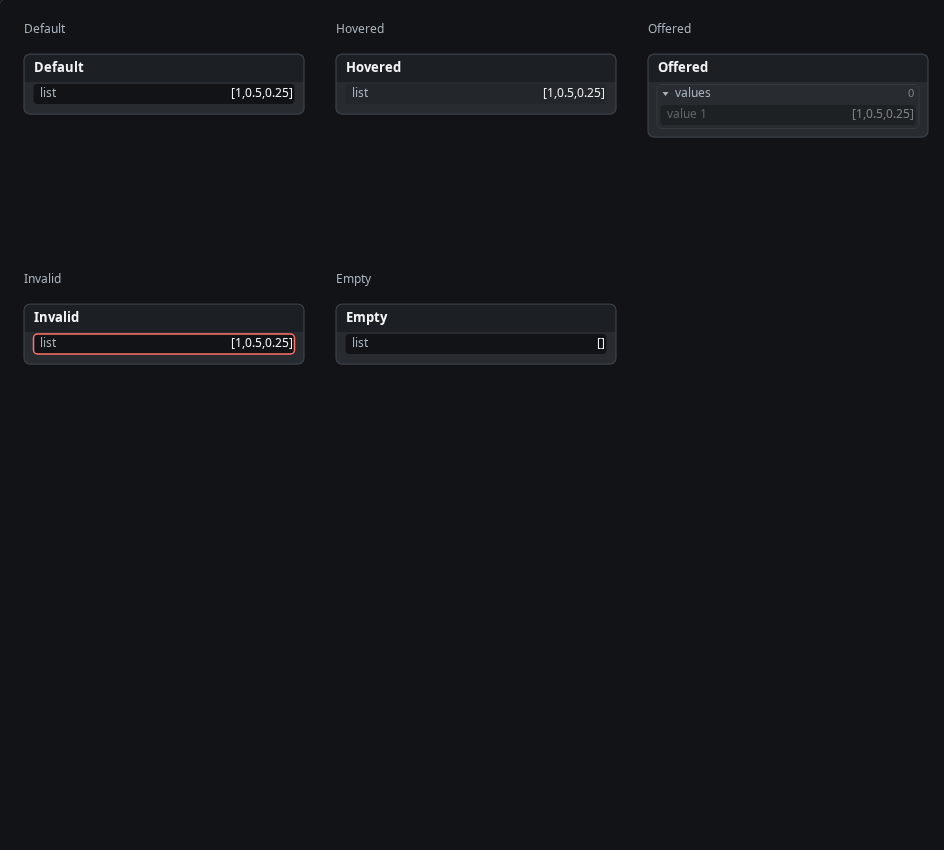 Default
Hovered
Offered
Default
list [1,0.5,0.25]
Hovered
list [1,0.5,0.25]
Offered
values 0
value 1 [1,0.5,0.25]
Invalid
Empty
Invalid
list [1,0.5,0.25]
Empty
list []